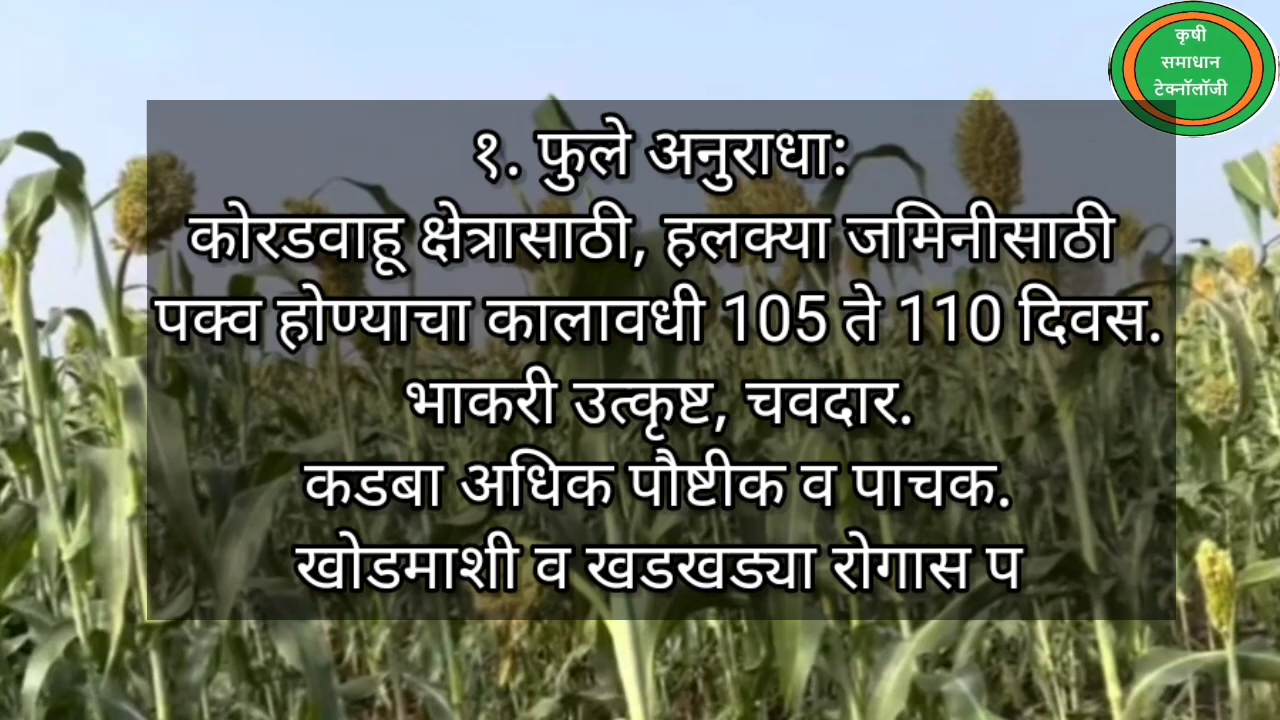 कृषी
समाधान
टेक्नॉलॉजी
१. फुले अनुराधा:
कोरडवाहू क्षेत्रासाठी, हलक्या जमिनीसाठी
पक्व होण्याचा कालावधी 105 ते 110 दिवस.
भाकरी उत्कृष्ट, चवदार.
कडबा अधिक पौष्टीक व पाचक.
खोडमाशी व खडखड्या रोगास प